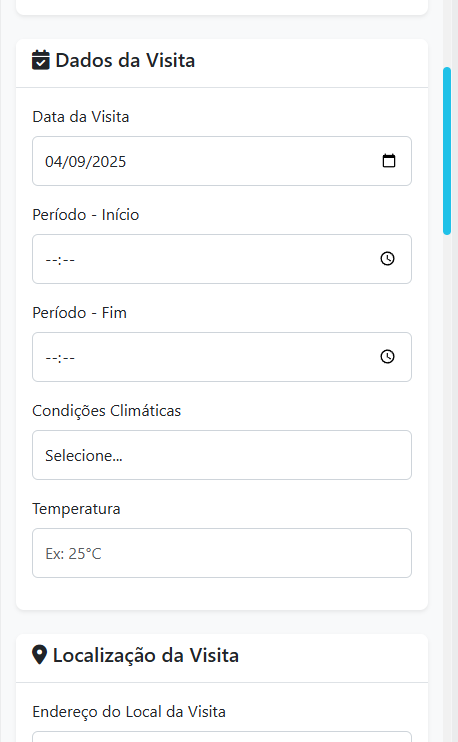 Dados da Visita
Data da Visita
04/09/2025
Período - Início
--:--
Período - Fim
--:--
Condições Climáticas
Selecione...
Temperatura
Ex: 25°C
Localização da Visita
Endereço do Local da Visita